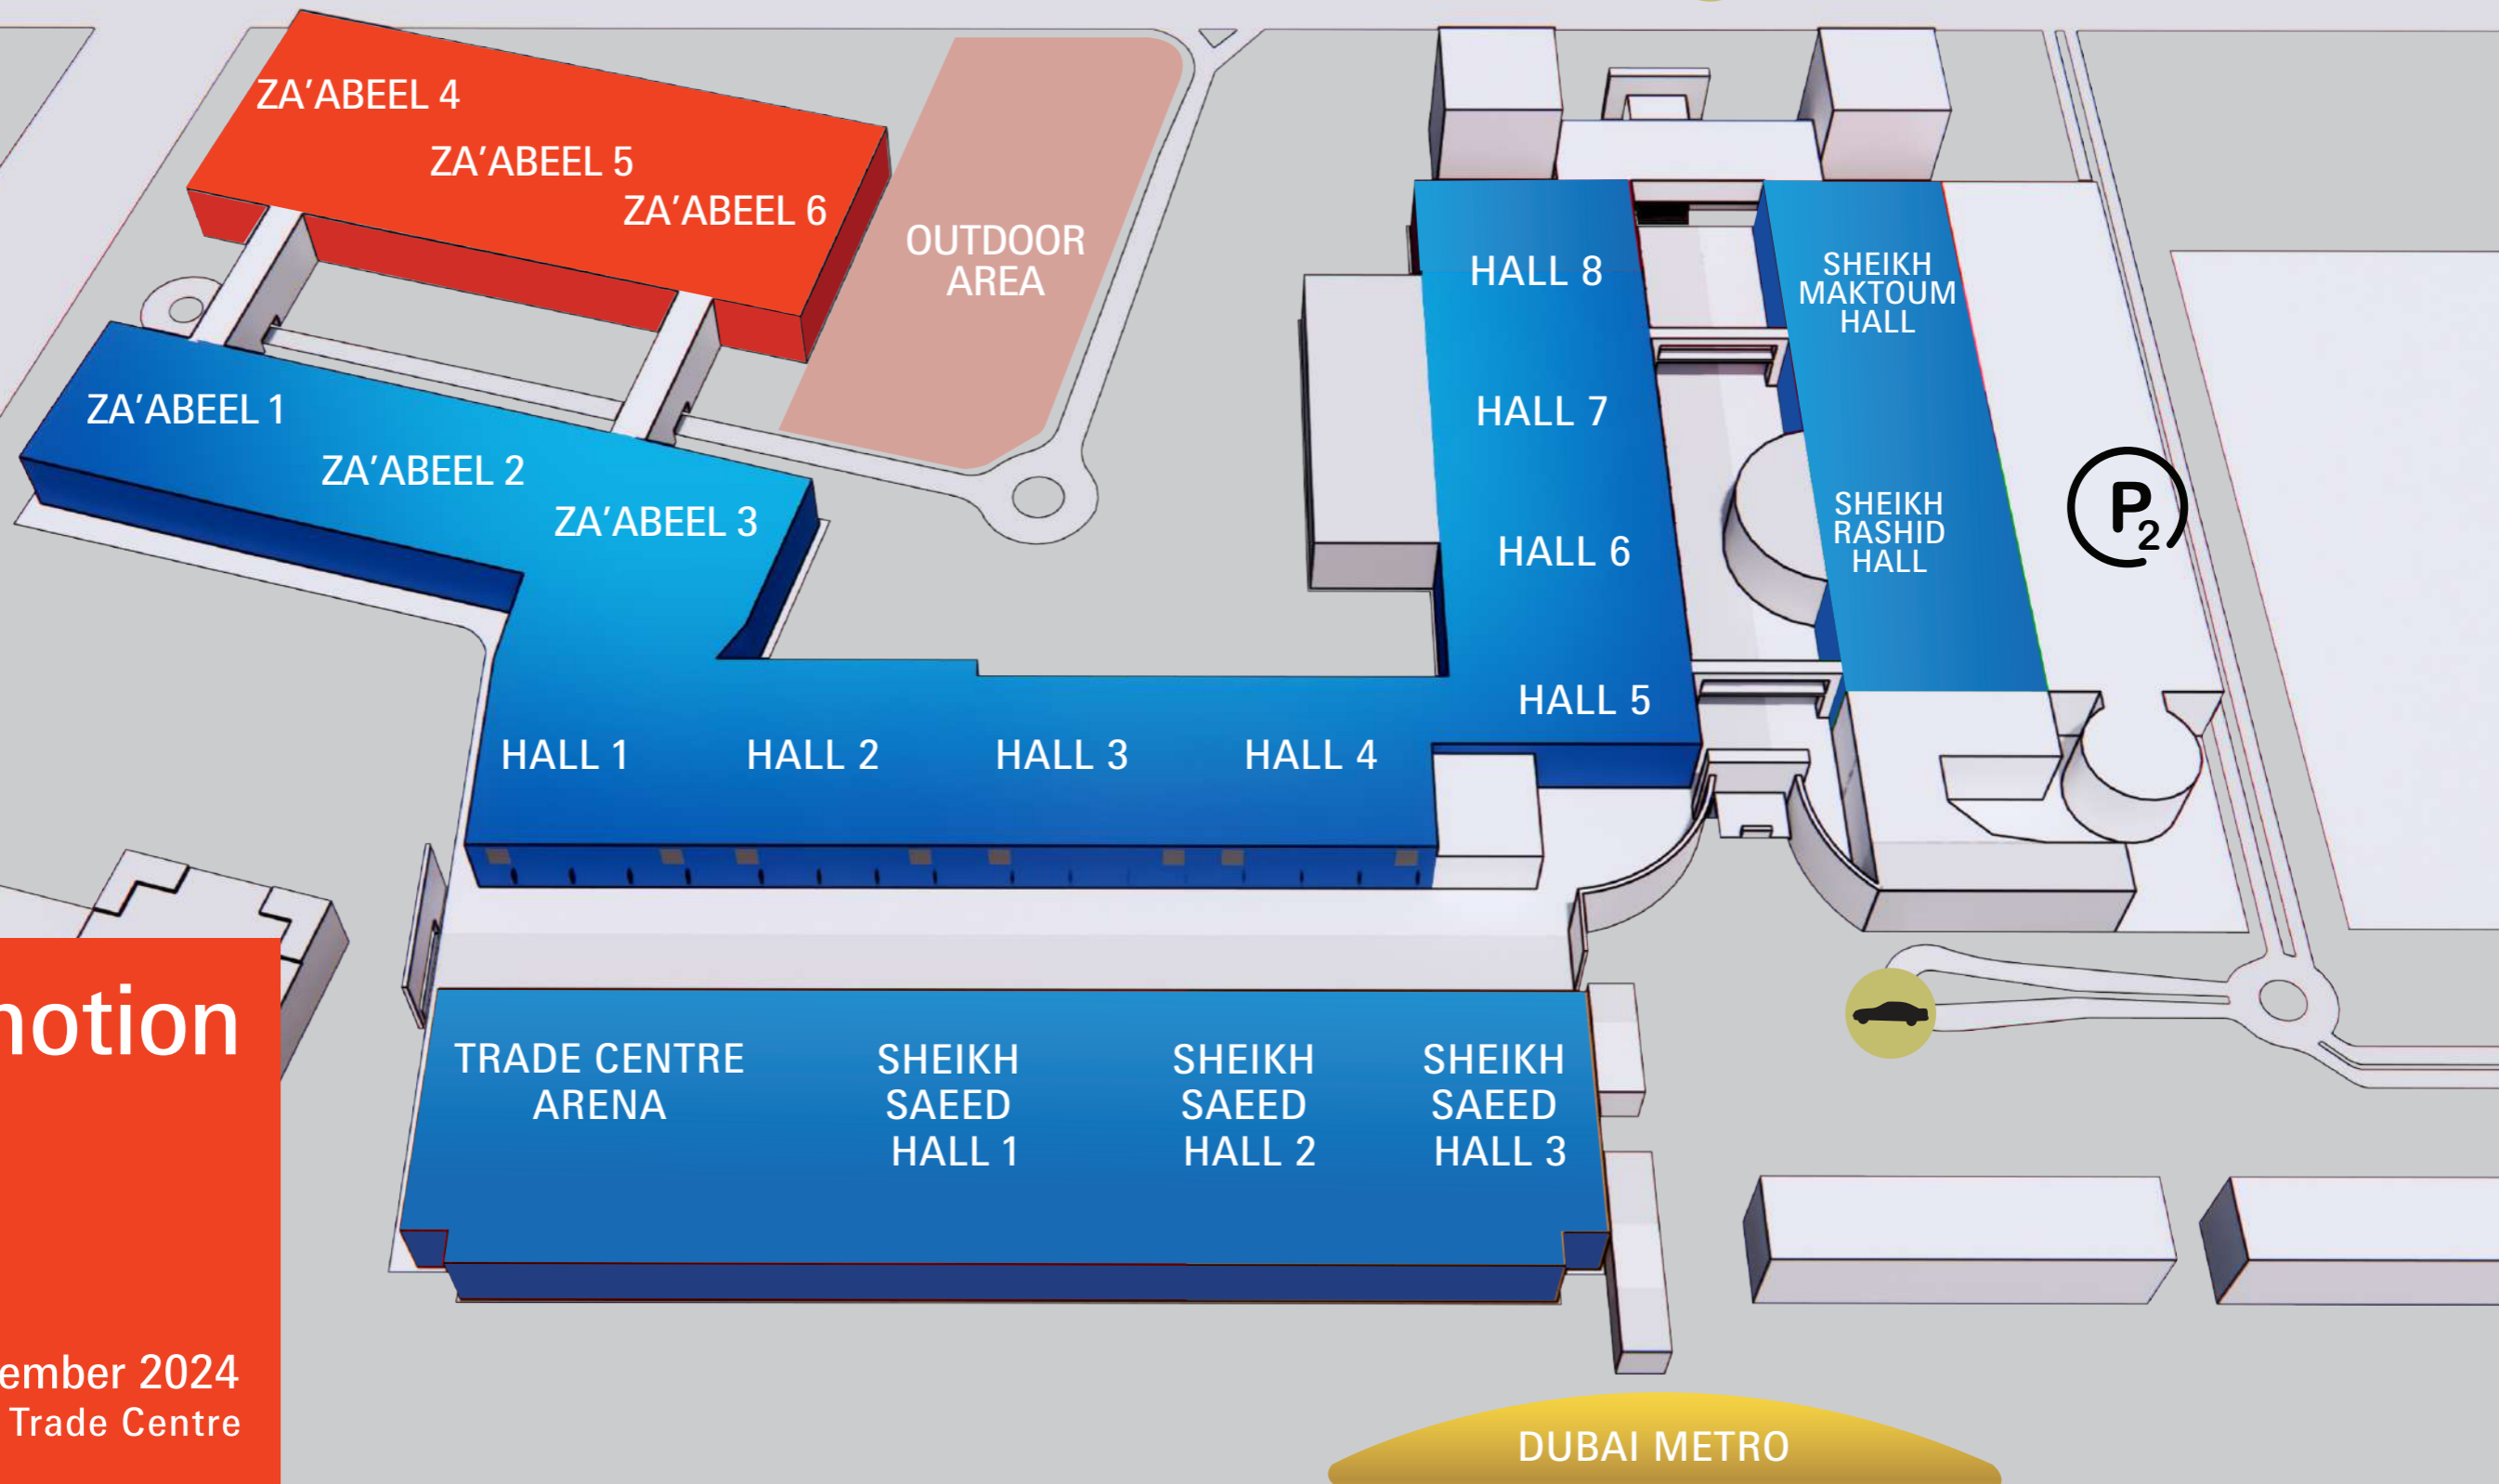 ZA'ABEEL 4
ZA'ABEEL 5
ZA'ABEEL 6
OUTDOOR
AREA
ZA'ABEEL 1
ZA'ABEEL 2
ZA'ABEEL 3
HALL 8
HALL 7
HALL 6
HALL 5
SHEIKH
MAKTOUM
HALL
SHEIKH
RASHID
HALL
P2
HALL 1
HALL 2
HALL 3
HALL 4
TRADE CENTRE
ARENA
SHEIKH
SAEED
HALL 1
SHEIKH
SAEED
HALL 2
SHEIKH
SAEED
HALL 3
2024
Trade Centre
DUBAI METRO